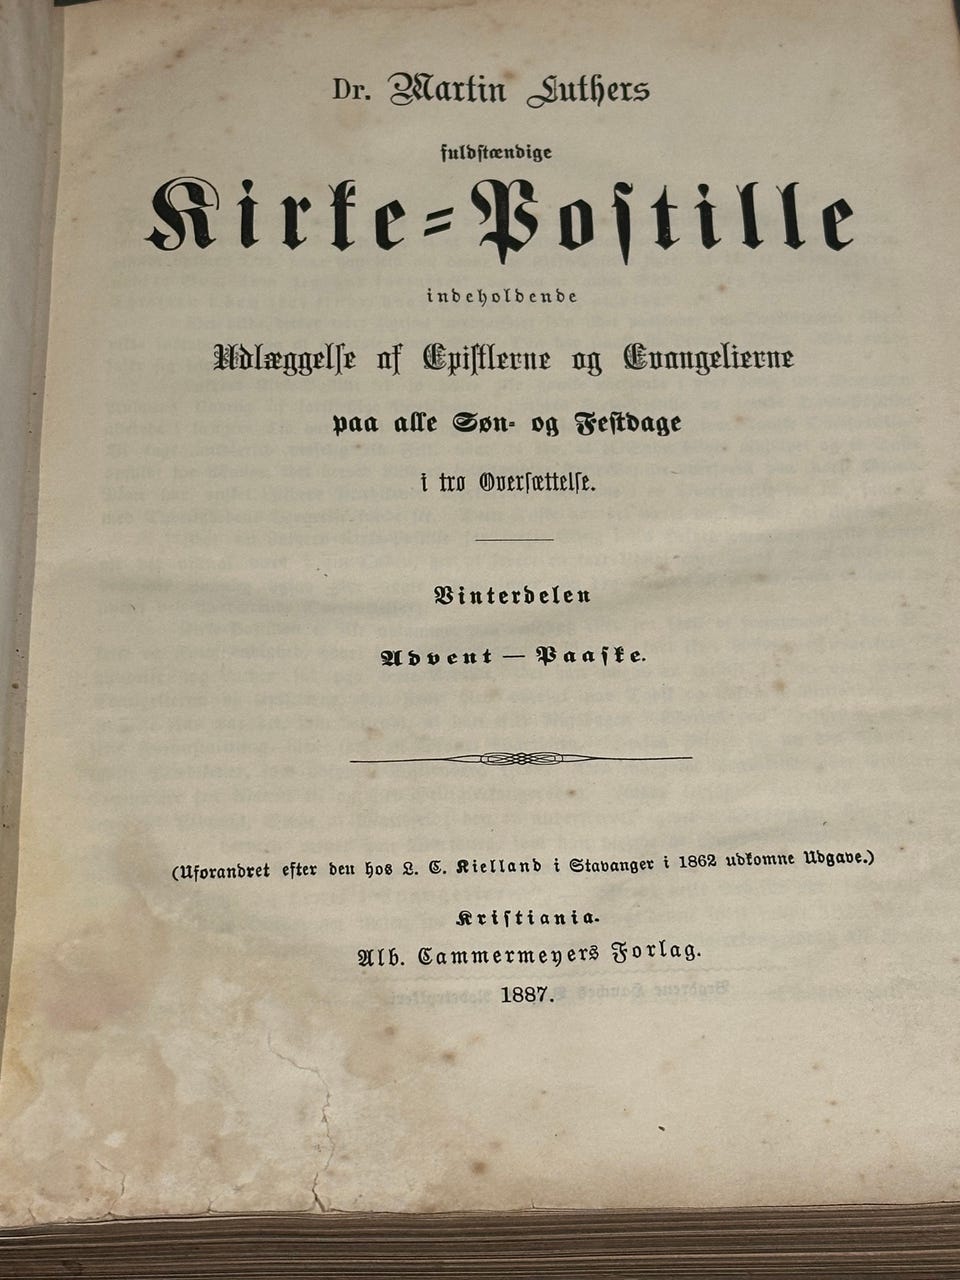 Dr. Martin Luthers
fuldstændige
Kirke-Postille
indeholdende
Udlæggelse af Epistlerne og Evangelierne
paa alle Søn- og Festdage
i tro Oversættelse.
Vinterdelen
Advent — Paaske.
(Uforandret efter den hos L. C. Kielland i Stavanger i 1862 udkomne Udgave.)
Kristiania.
Alb. Cammermeyers Forlag.
1887.